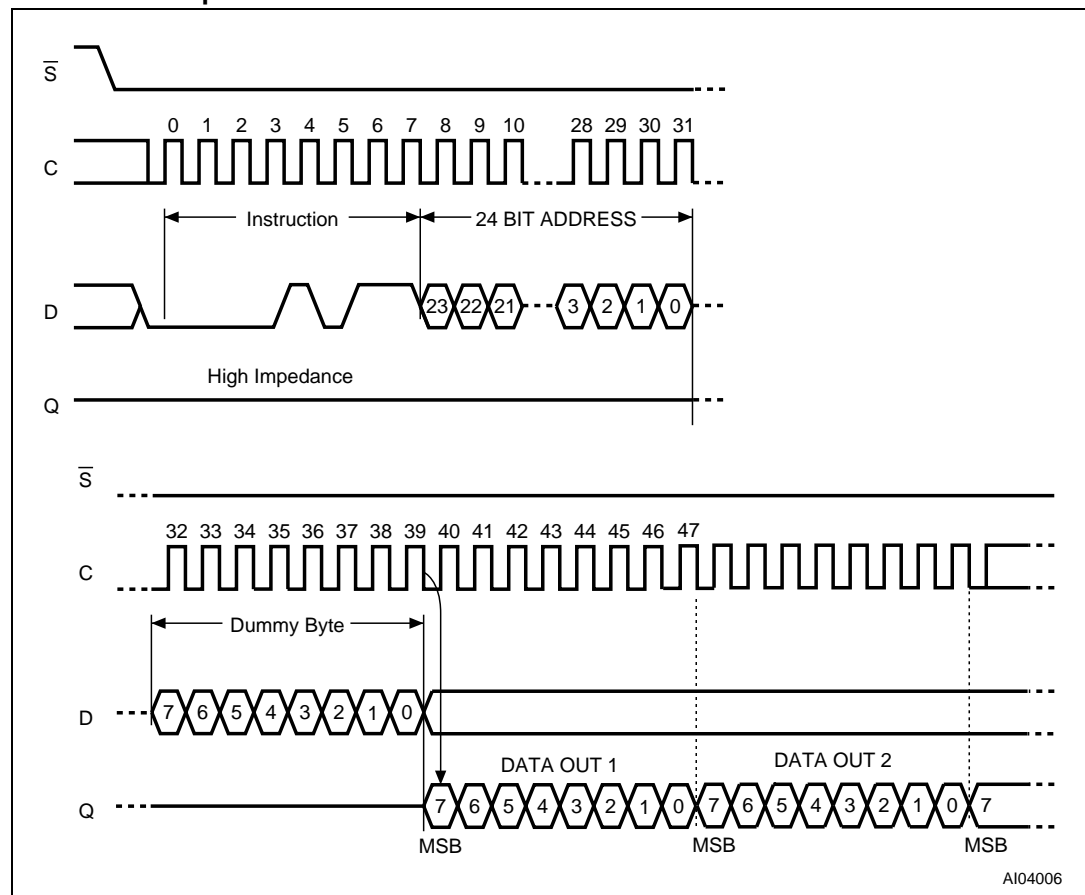 S
0 1 2 3 4 5 6 7 8 9 10 28 29 30 31
C
Instruction 24 BIT ADDRESS
D 23 22 21 3 2 1 0
High Impedance
Q
S
32 33 34 35 36 37 38 39 40 41 42 43 44 45 46 47
C
Dummy Byte
D 7 6 5 4 3 2 1 0
DATA OUT 1 DATA OUT 2
Q 7 6 5 4 3 2 1 0 7 6 5 4 3 2 1 0 7
MSB MSB MSB
AI04006